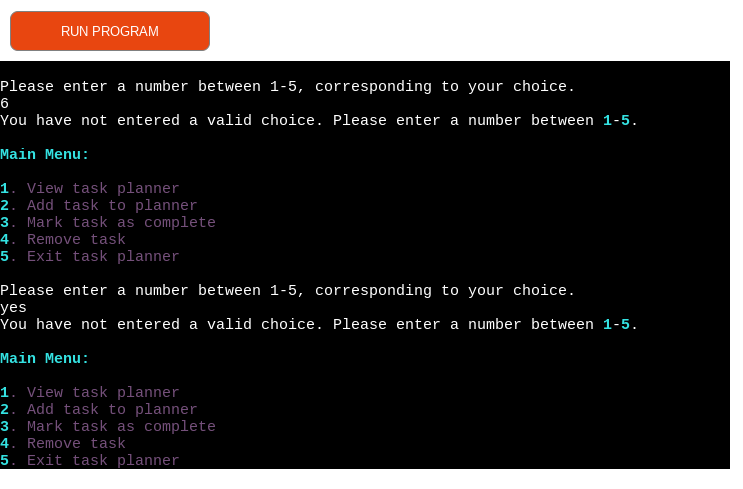 RUN PROGRAM
Please enter a number between 1-5, corresponding to your choice.
6
You have not entered a valid choice. Please enter a number between 1-5.
Main Menu:
1. View task planner
2. Add task to planner
3. Mark task as complete
4. Remove task
5. Exit task planner
Please enter a number between 1-5, corresponding to your choice.
yes
You have not entered a valid choice. Please enter a number between 1-5.
Main Menu:
1. View task planner
2. Add task to planner
3. Mark task as complete
4. Remove task
5. Exit task planner